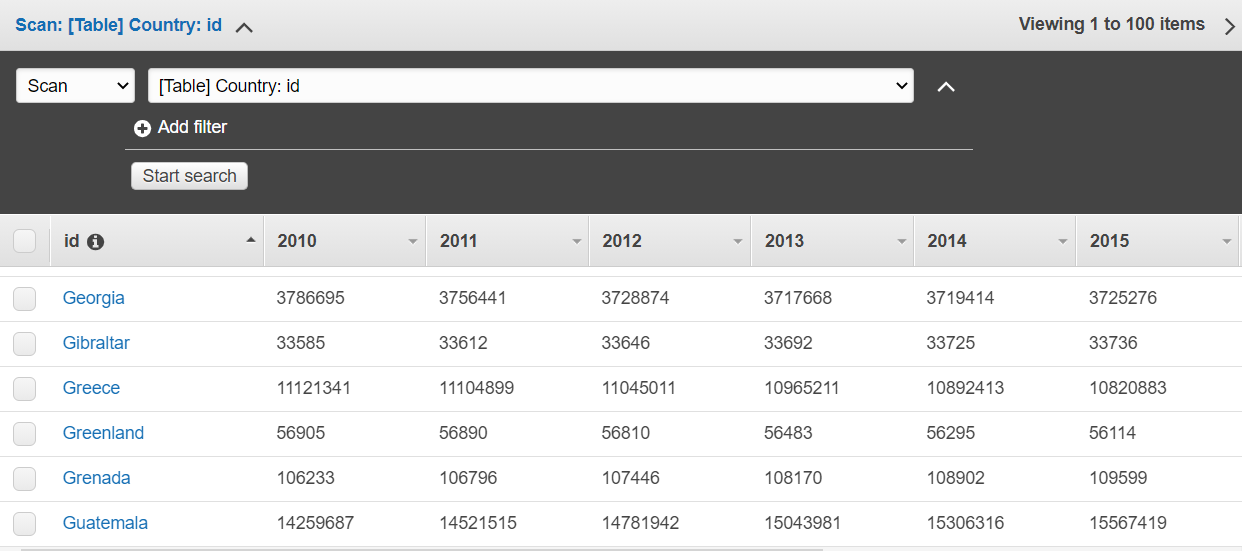 Scan: [Table] Country: id Viewing 1 to 100 items
Scan [Table] Country: id
Add filter
Start search
id 2010 2011 2012 2013 2014 2015
Georgia 3786695 3756441 3728874 3717668 3719414 3725276
Gibraltar 33585 33612 33646 33692 33725 33736
Greece 11121341 11104899 11045011 10965211 10892413 10820883
Greenland 56905 56890 56810 56483 56295 56114
Grenada 106233 106796 107446 108170 108902 109599
Guatemala 14259687 14521515 14781942 15043981 15306316 15567419